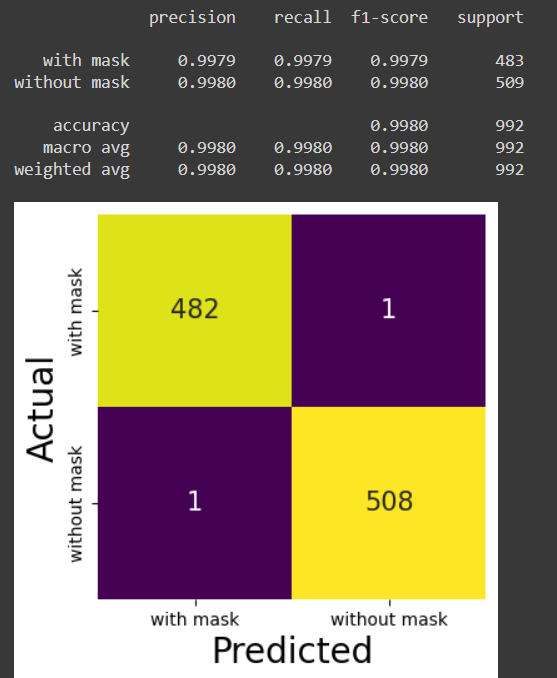 precision recall f1-score support
with mask 0.9979 0.9979 0.9979 483
without mask 0.9980 0.9980 0.9980 509
accuracy 0.9980 992
macro avg 0.9980 0.9980 0.9980 992
weighted avg 0.9980 0.9980 0.9980 992
Actual
with mask
482 1
without mask
1 508
with mask without mask
Predicted